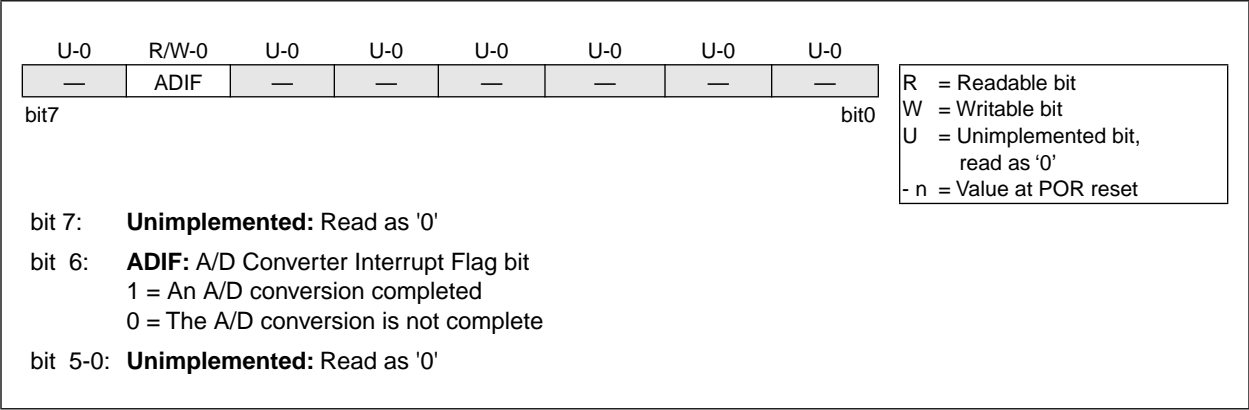 U-0 R/W-0 U-0 U-0 U-0 U-0 U-0 U-0
— ADIF — — — — — —
bit7 bit0
R = Readable bit
W = Writable bit
U = Unimplemented bit,
read as ‘0’
- n = Value at POR reset
bit 7: Unimplemented: Read as '0'
bit 6: ADIF: A/D Converter Interrupt Flag bit
1 = An A/D conversion completed
0 = The A/D conversion is not complete
bit 5-0: Unimplemented: Read as '0'